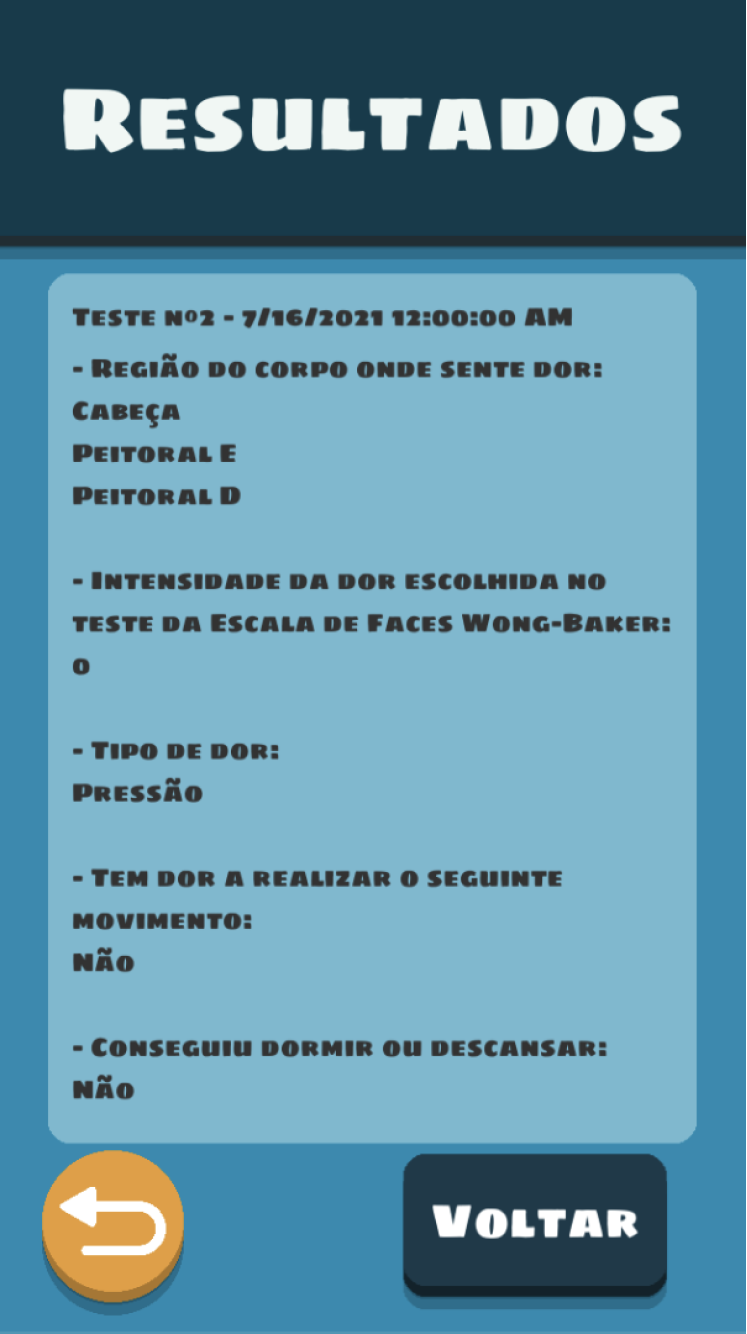 Resultados
Teste nº2 - 7/16/2021 12:00:00 AM
- Região do corpo onde sente dor:
Cabeça
Peitoral E
Peitoral D
- Intensidade da dor escolhida no
teste da Escala de Faces Wong-Baker:
0
- Tipo de dor:
Pressão
- Tem dor a realizar o seguinte
movimento:
Não
- Conseguiu dormir ou descansar:
Não
Voltar